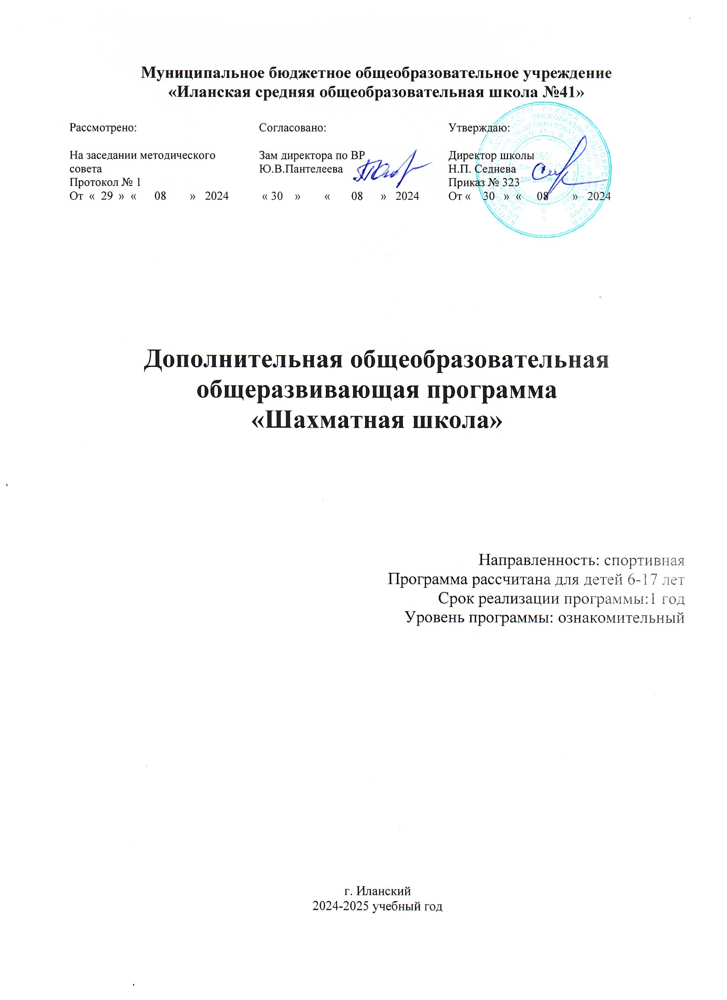 Муниципальное бюджетное общеобразовательное учреждение
«Иланская средняя общеобразовательная школа №41»
Рассмотрено:
На заседании методического
совета
Протокол № 1
От « 29 » « 08 » 2024
Согласовано:
Зам директора по ВР
Ю.В.Пантелеева
« 30 » « 08 » 2024
Утверждаю:
Директор школы
Н.П. Седнева
Приказ № 323
От « 30 » « 08 » 2024
Дополнительная общеобразовательная
общеразвивающая программа
«Шахматная школа»
Направленность: спортивная
Программа рассчитана для детей 6-17 лет
Срок реализации программы:1 год
Уровень программы: ознакомительный
г. Иланский
2024-2025 учебный год